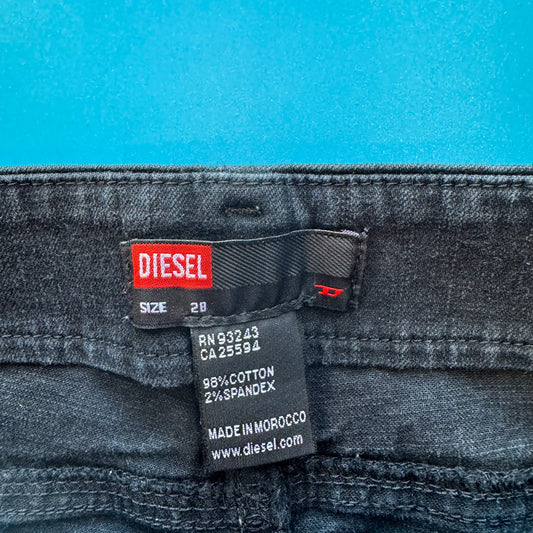 DIESEL
SIZE 28
RN 93243
CA 25594
98% COTTON
2% SPANDEX
MADE IN MOROCCO
www.diesel.com